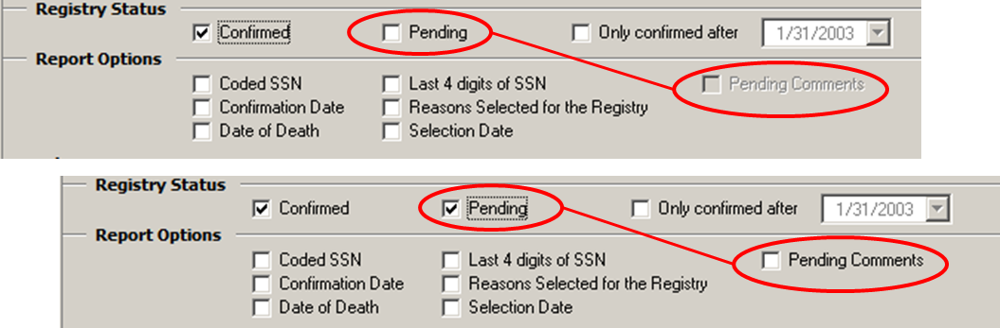 Registry Status
Confirmed Pending Only confirmed after 1/31/2003
Report Options
Coded SSN Last 4 digits of SSN Pending Comments
Confirmation Date Reasons Selected for the Registry
Date of Death Selection Date
Registry Status
Confirmed Pending Only confirmed after 1/31/2003
Report Options
Coded SSN Last 4 digits of SSN Pending Comments
Confirmation Date Reasons Selected for the Registry
Date of Death Selection Date